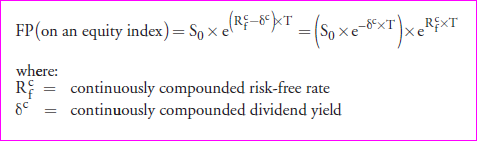 FP(on an equity index) = S₀ × e^(R_f^c − δ^c)×T = (S₀ × e^−δ^c×T) × e^R_f^c×T
where:
R_f^c = continuously compounded risk-free rate
δ^c = continuously compounded dividend yield